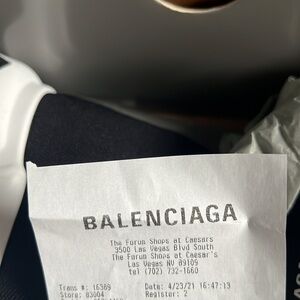 BALENCIAGA
The Forum Shops at Caesars
3500 Las Vegas Blvd South
The Forum Shops at Caesar's
Las Vegas NV 89109
tel (702) 732-1660
Trans #: 16389 Date: 4/23/21 16:47:13
Store: 83004 Register: 2